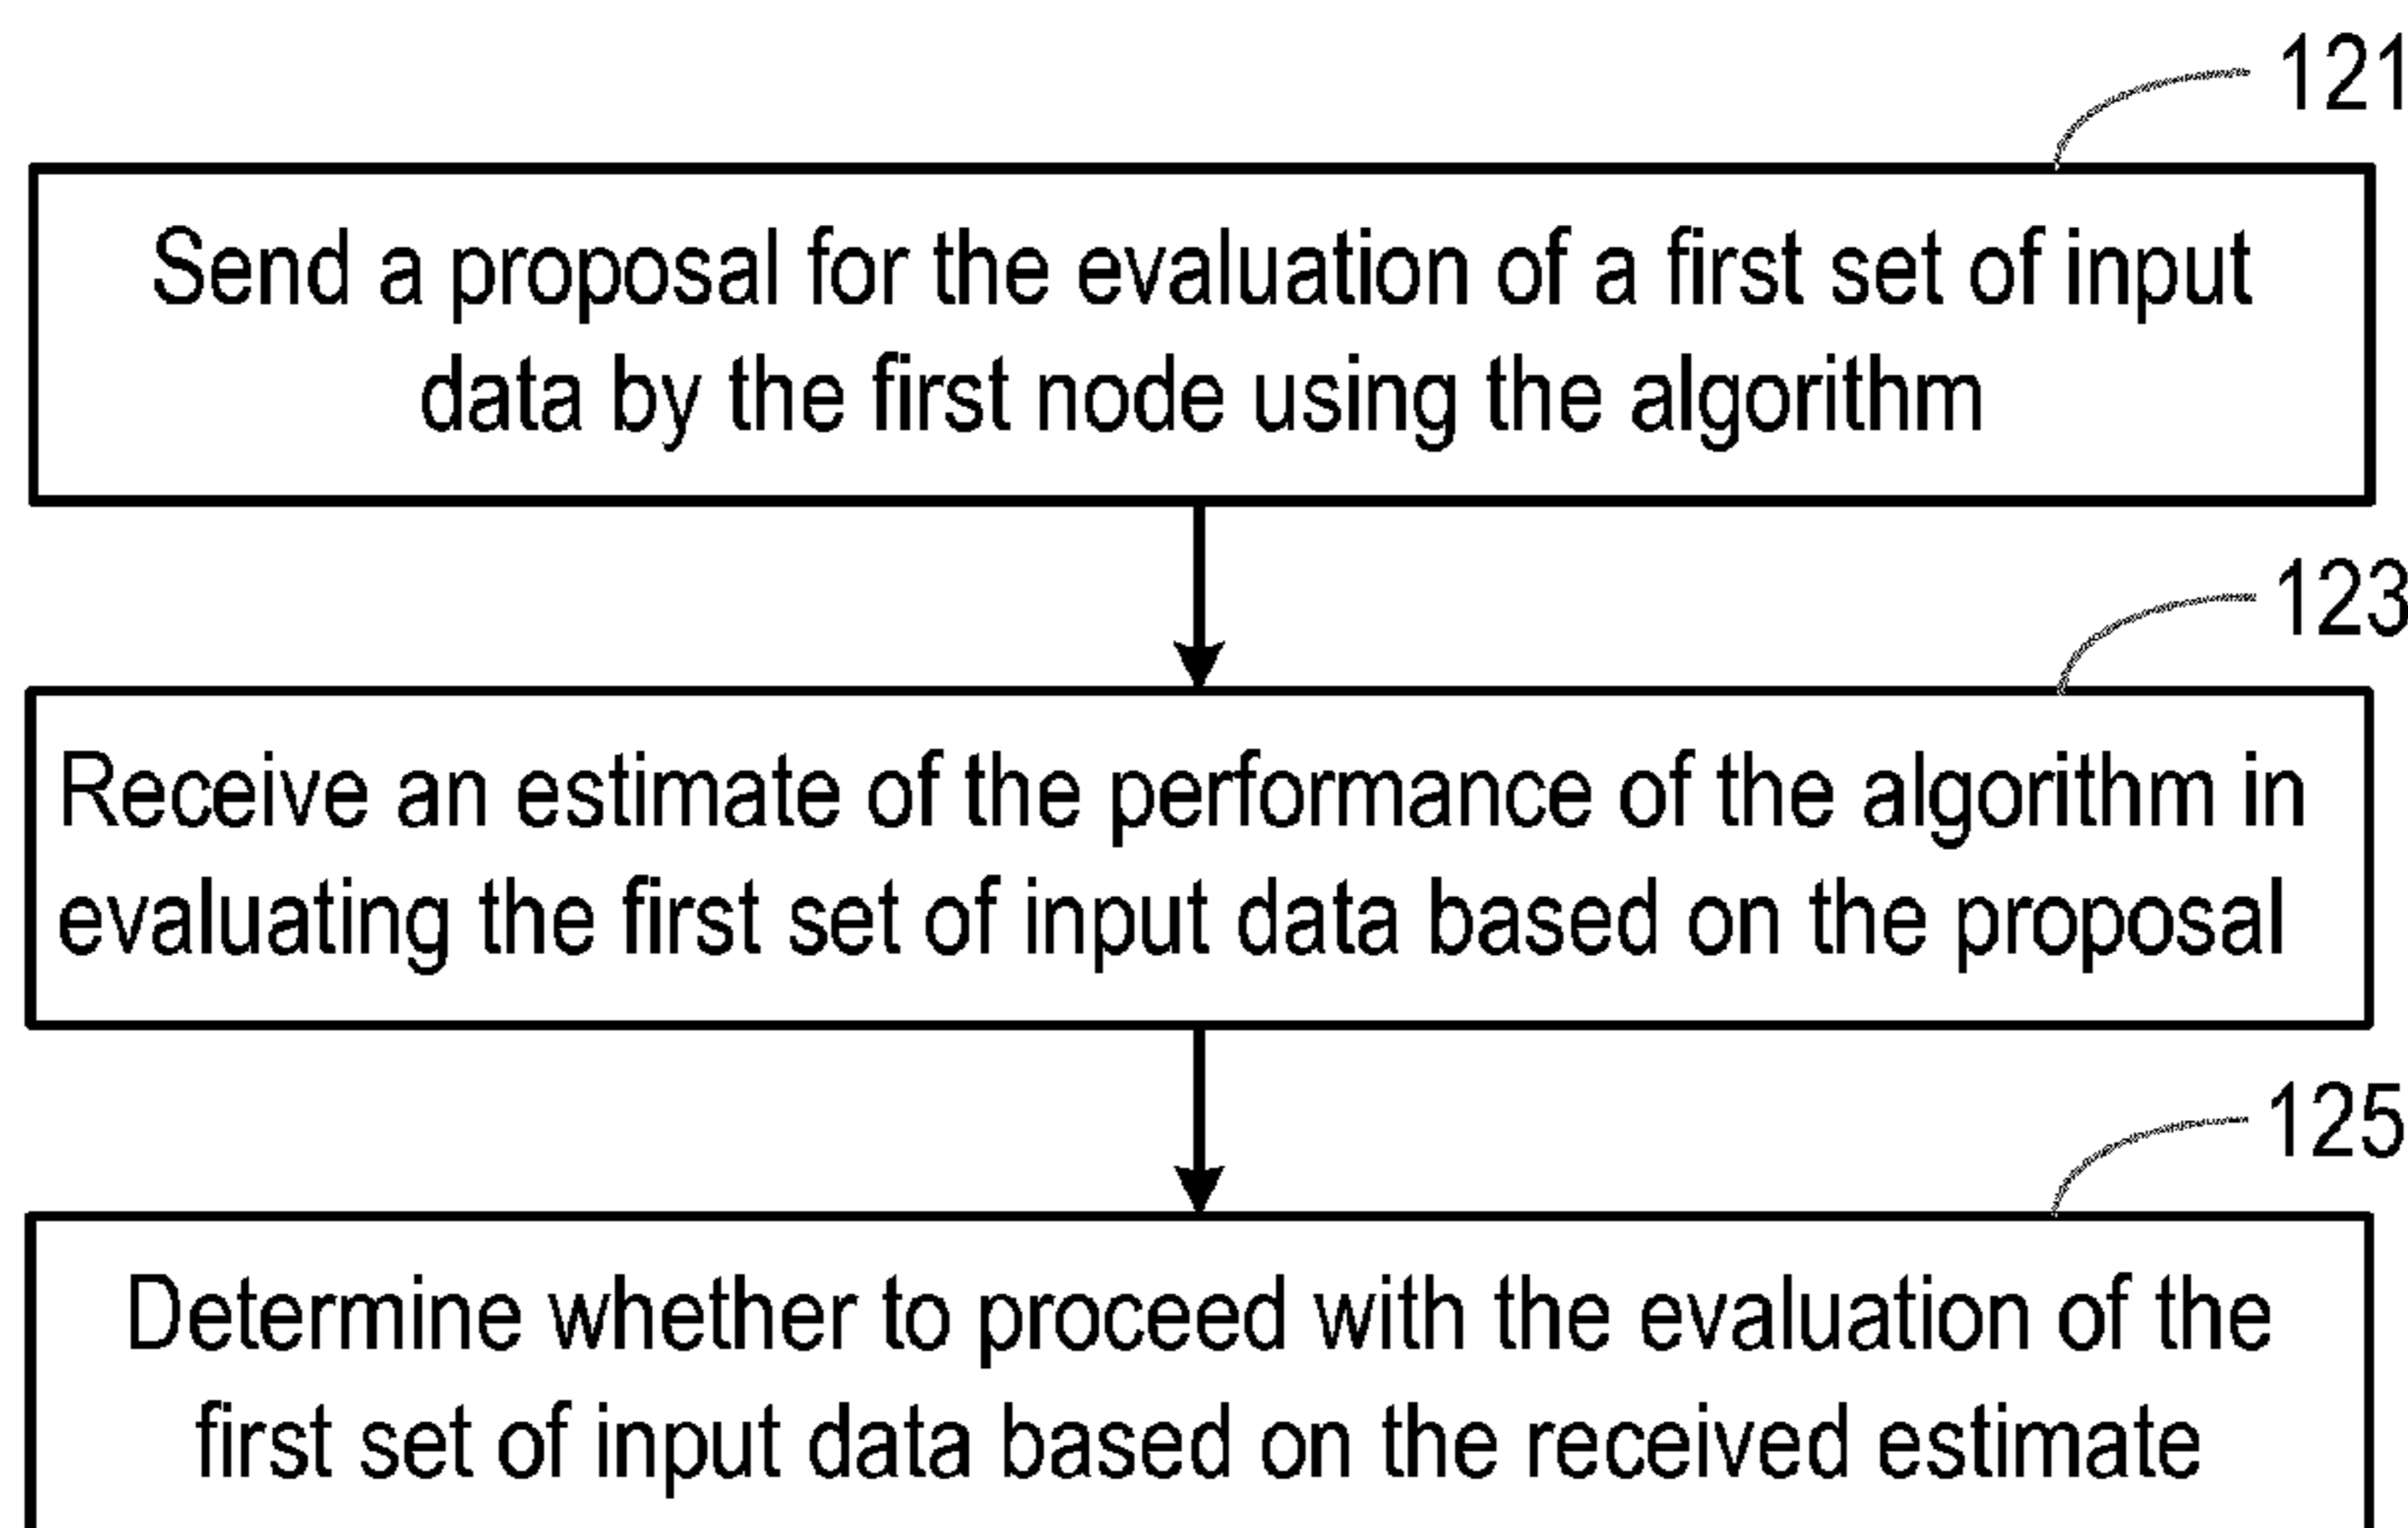 121
Send a proposal for the evaluation of a first set of input
data by the first node using the algorithm
123
Receive an estimate of the performance of the algorithm in
evaluating the first set of input data based on the proposal
125
Determine whether to proceed with the evaluation of the
first set of input data based on the received estimate